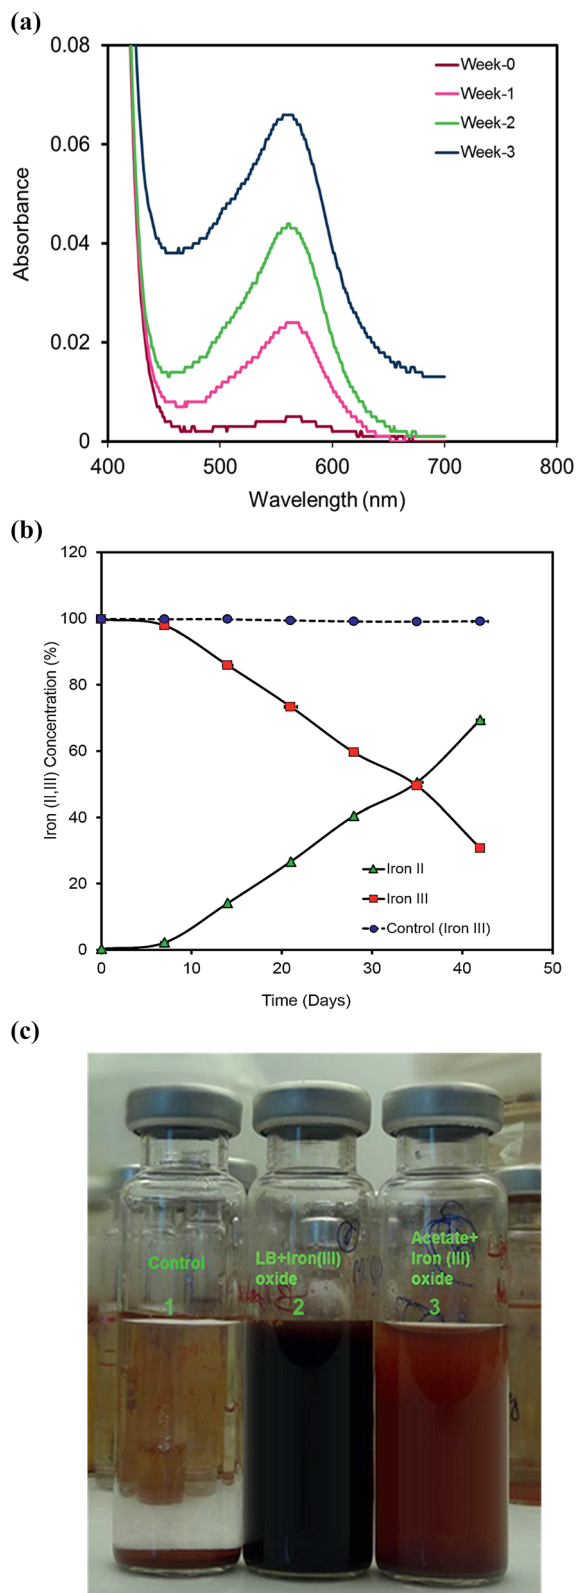 (a)
0.08
0.06
0.04
0.02
0
Absorbance
Week-0
Week-1
Week-2
Week-3
400
500
600
700
800
Wavelength (nm)
(b)
120
100
80
60
40
20
0
Iron (II,III) Concentration (%)
Iron II
Iron III
Control (Iron III)
0
10
20
30
40
50
Time (Days)
(c)
Control
1
LB+Iron(III)
oxide
2
Acetate+
Iron (III)
oxide
3